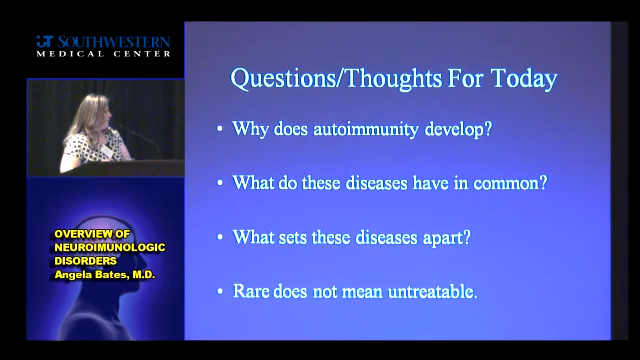 UT SOUTHWESTERN
MEDICAL CENTER
OVERVIEW OF
NEUROIMUNOLOGIC
DISORDERS
Angela Bates, M.D.
Questions/Thoughts For Today
• Why does autoimmunity develop?
• What do these diseases have in common?
• What sets these diseases apart?
• Rare does not mean untreatable.